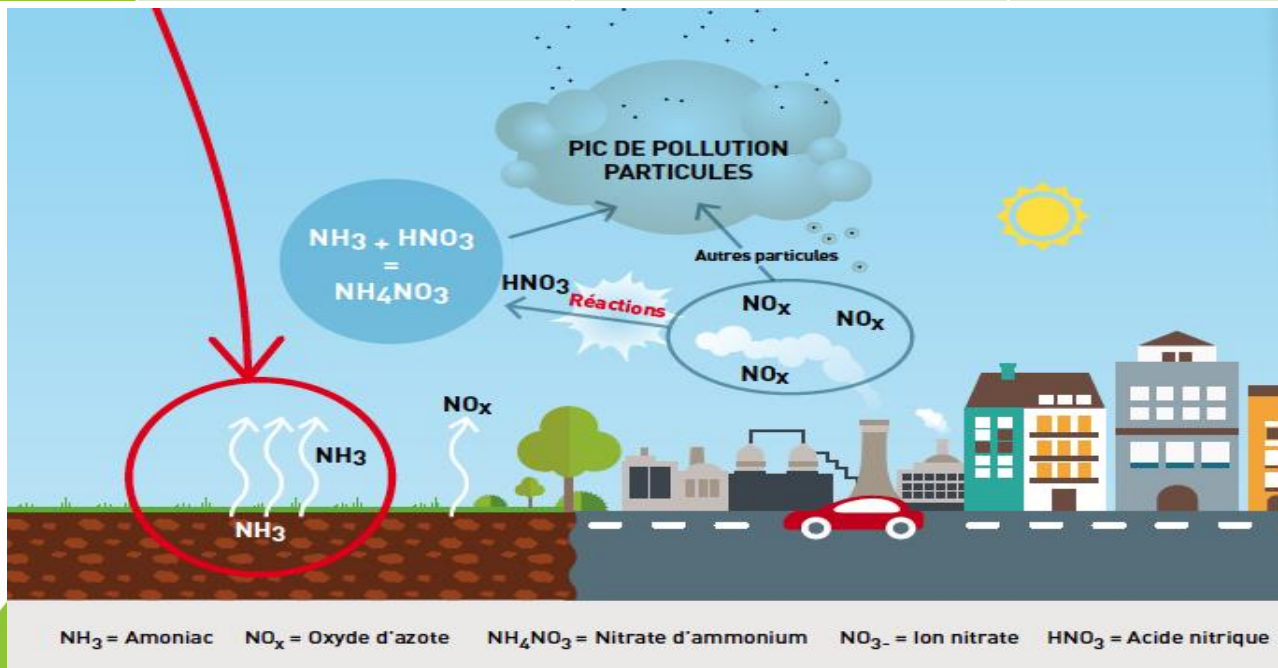 PIC DE POLLUTION
PARTICULES
NH3 + HNO3
=
NH4NO3
HNO3
Réactions
Autres particules
NOx
NOx
NOx
NOx
NH3
NH3
NH3 = Amoniac NOx = Oxyde d'azote NH4NO3 = Nitrate d'ammonium NO3- = Ion nitrate HNO3 = Acide nitrique